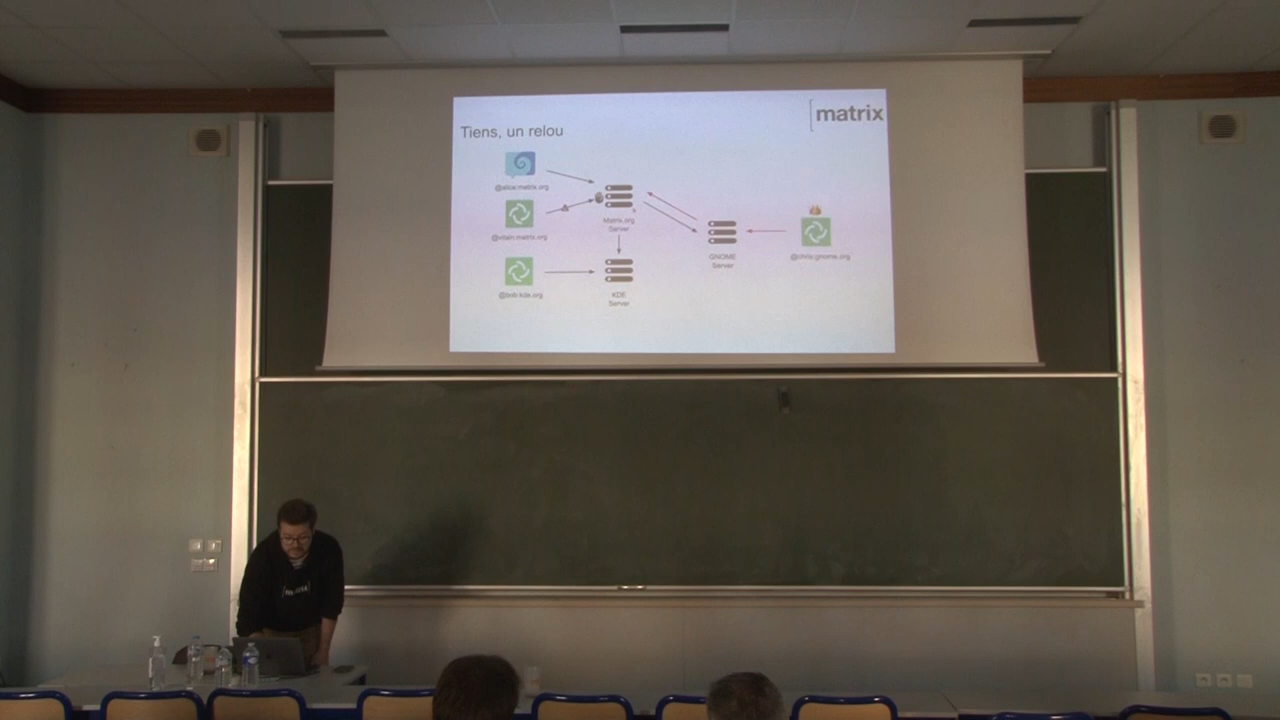 [matrix]
Tiens, un relou
@alice:matrix.org
Matrix.org
Server
@vilain:matrix.org
GNOME
Server
@chris:gnome.org
@bob:kde.org
KDE
Server